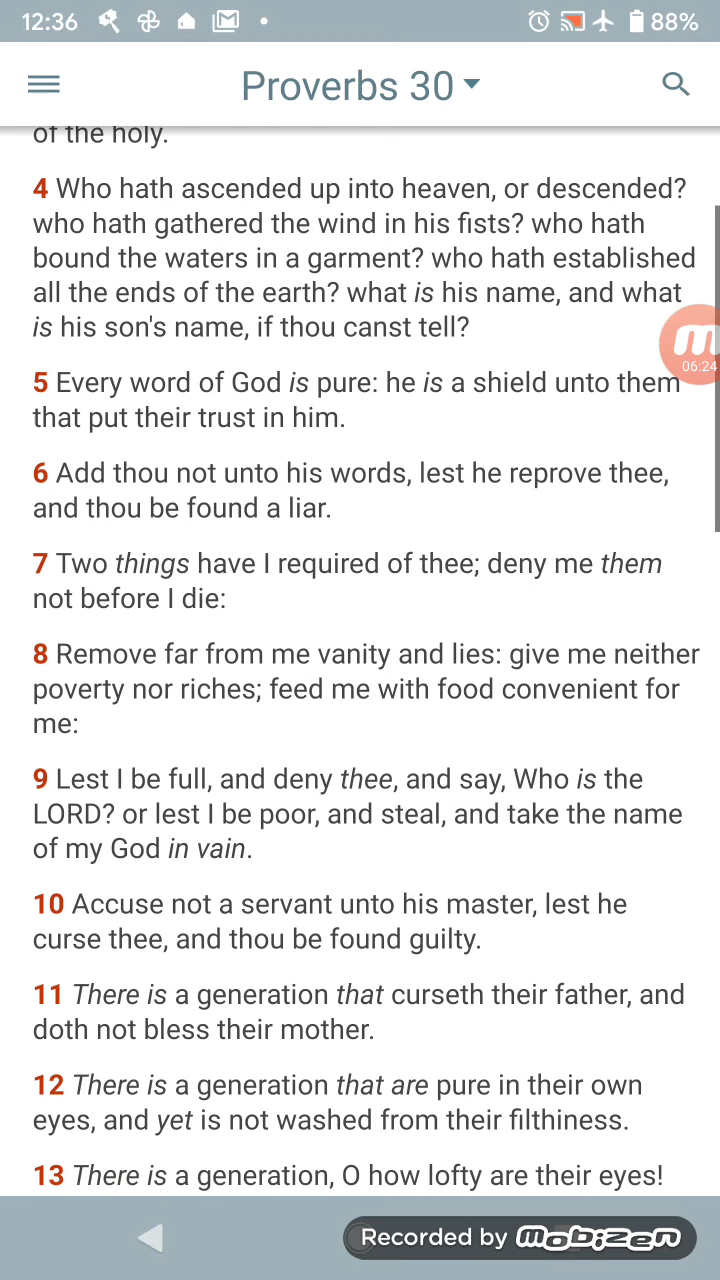 12:36
88%
Proverbs 30
of the holy.
4 Who hath ascended up into heaven, or descended?
who hath gathered the wind in his fists? who hath
bound the waters in a garment? who hath established
all the ends of the earth? what is his name, and what
is his son's name, if thou canst tell?
06:24
5 Every word of God is pure: he is a shield unto them
that put their trust in him.
6 Add thou not unto his words, lest he reprove thee,
and thou be found a liar.
7 Two things have I required of thee; deny me them
not before I die:
8 Remove far from me vanity and lies: give me neither
poverty nor riches; feed me with food convenient for
me:
9 Lest I be full, and deny thee, and say, Who is the
LORD? or lest I be poor, and steal, and take the name
of my God in vain.
10 Accuse not a servant unto his master, lest he
curse thee, and thou be found guilty.
11 There is a generation that curseth their father, and
doth not bless their mother.
12 There is a generation that are pure in their own
eyes, and yet is not washed from their filthiness.
13 There is a generation, O how lofty are their eyes!
Recorded by mobizen